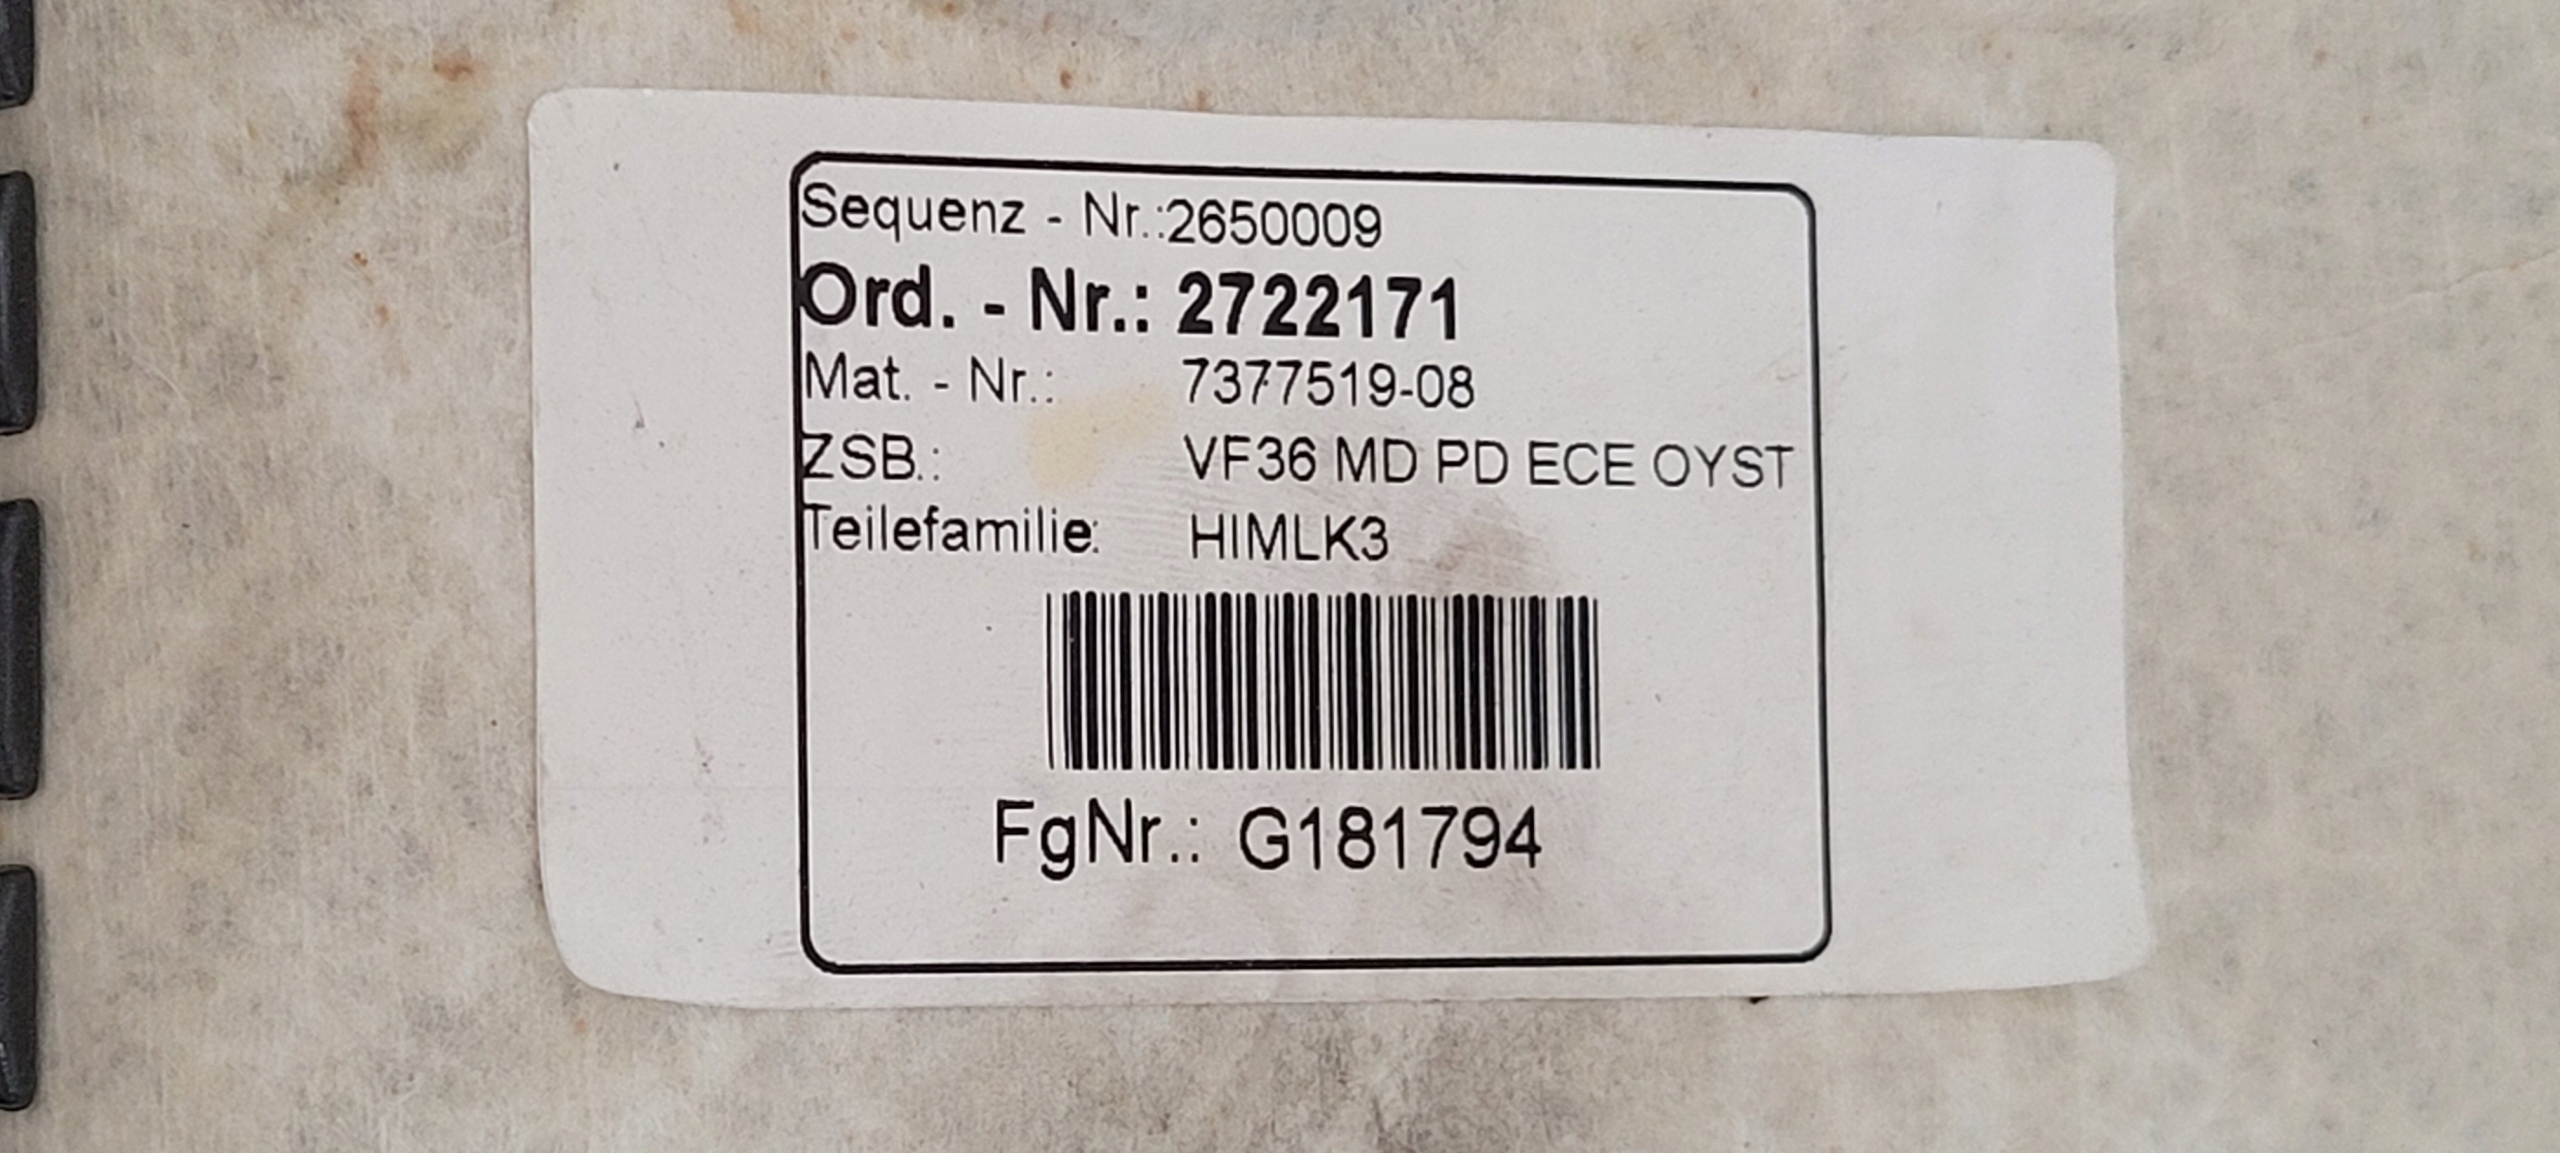 Sequenz - Nr.:2650009
Ord. - Nr.: 2722171
Mat. - Nr.: 7377519-08
ZSB.: VF36 MD PD ECE OYST
Teilefamilie: HIMLK3
FgNr.: G181794